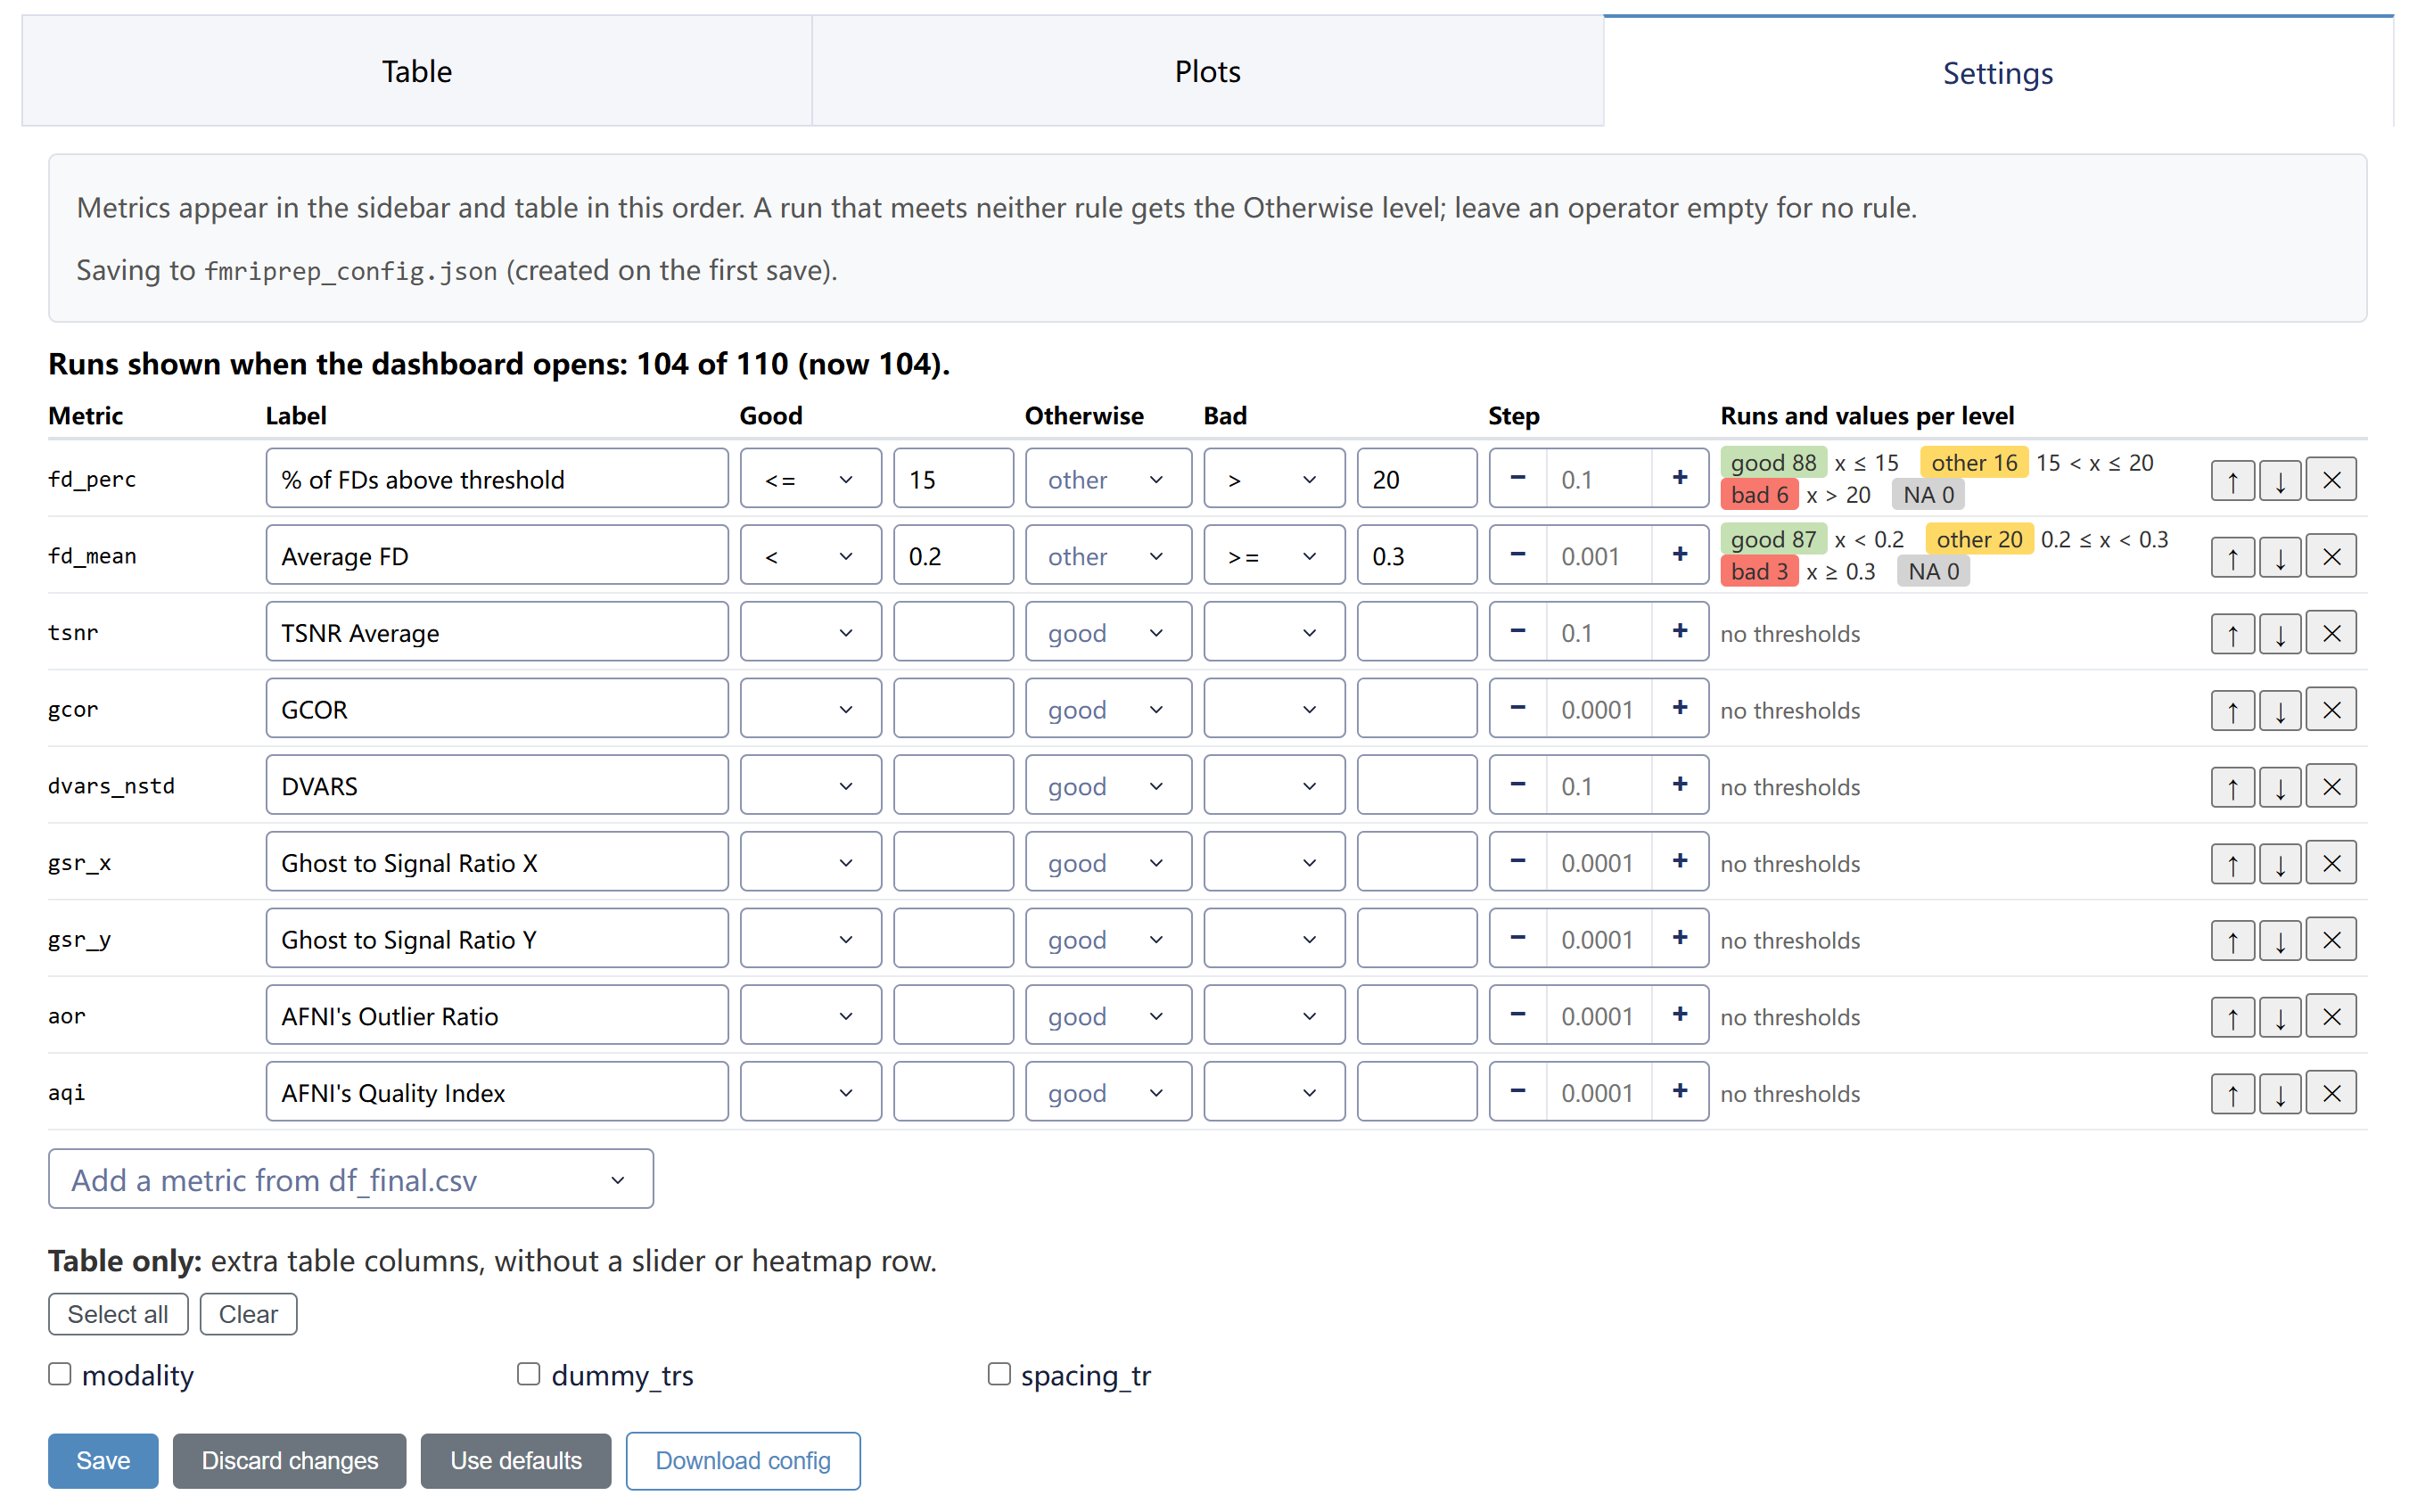 Table Plots Settings
Metrics appear in the sidebar and table in this order. A run that meets neither rule gets the Otherwise level; leave an operator empty for no rule.
Saving to fmriprep_config.json (created on the first save).
Runs shown when the dashboard opens: 104 of 110 (now 104).
Metric Label Good Otherwise Bad Step Runs and values per level
fd_perc % of FDs above threshold <= 15 other > 20 − 0.1 + good 88 x ≤ 15 other 16 15 < x ≤ 20
bad 6 x > 20 NA 0 ↑ ↓ ×
fd_mean Average FD < 0.2 other >= 0.3 − 0.001 + good 87 x < 0.2 other 20 0.2 ≤ x < 0.3
bad 3 x ≥ 0.3 NA 0 ↑ ↓ ×
tsnr TSNR Average good − 0.1 + no thresholds ↑ ↓ ×
gcor GCOR good − 0.0001 + no thresholds ↑ ↓ ×
dvars_nstd DVARS good − 0.1 + no thresholds ↑ ↓ ×
gsr_x Ghost to Signal Ratio X good − 0.0001 + no thresholds ↑ ↓ ×
gsr_y Ghost to Signal Ratio Y good − 0.0001 + no thresholds ↑ ↓ ×
aor AFNI's Outlier Ratio good − 0.0001 + no thresholds ↑ ↓ ×
aqi AFNI's Quality Index good − 0.0001 + no thresholds ↑ ↓ ×
Add a metric from df_final.csv
Table only: extra table columns, without a slider or heatmap row.
Select all Clear
modality dummy_trs spacing_tr
Save Discard changes Use defaults Download config